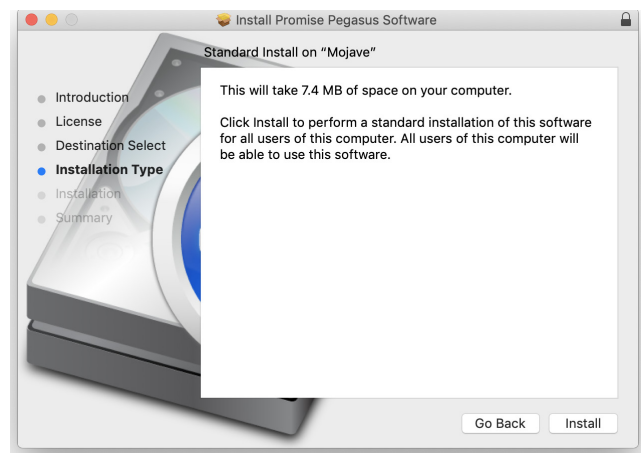 Install Promise Pegasus Software
Standard Install on “Mojave”
Introduction
License
Destination Select
Installation Type
Installation
Summary
This will take 7.4 MB of space on your computer.
Click Install to perform a standard installation of this software
for all users of this computer. All users of this computer will
be able to use this software.
Go Back
Install